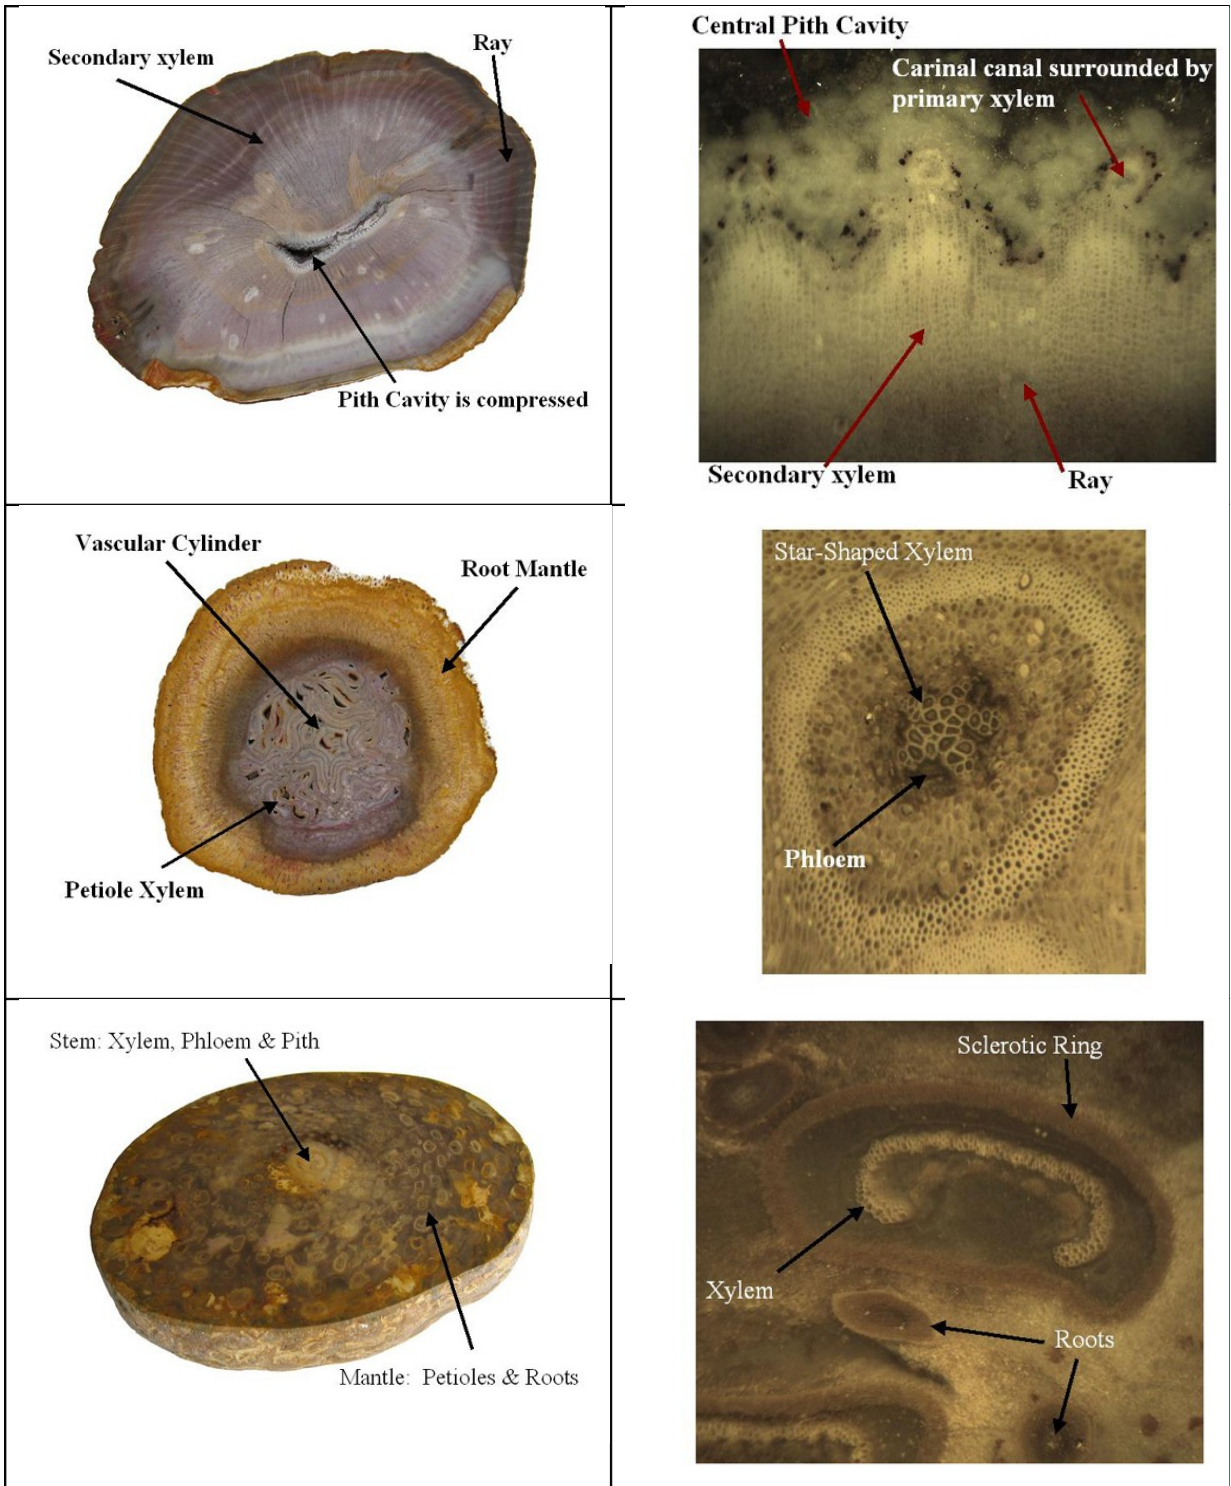 Secondary xylem
Ray
Pith Cavity is compressed
Central Pith Cavity
Carinal canal surrounded by
primary xylem
Secondary xylem
Ray
Vascular Cylinder
Root Mantle
Petiole Xylem
Star-Shaped Xylem
Phloem
Stem: Xylem, Phloem & Pith
Mantle: Petioles & Roots
Sclerotic Ring
Xylem
Roots